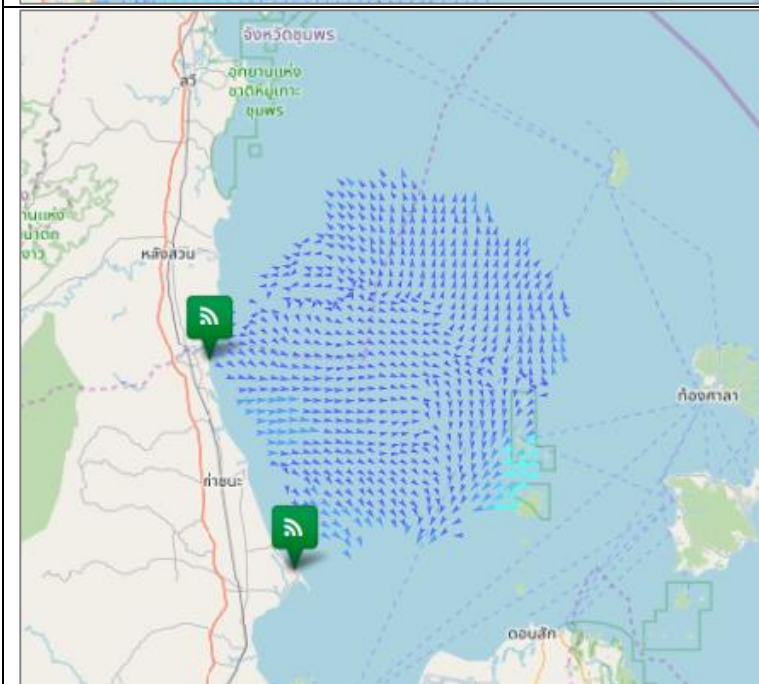 จังหวัดชุมพร
สวี
อุทยานแห่ง
ชาติหมู่เกาะ
ชุมพร
หลังสวน
ท้องศาลา
ท่าชนะ
ดอนสัก